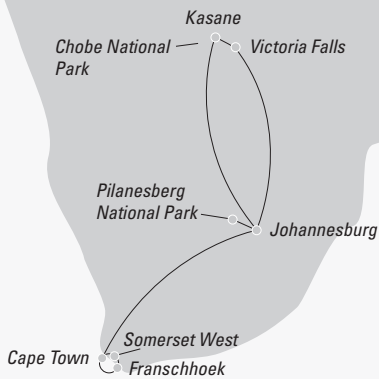 Kasane
Chobe National
Park
Victoria Falls
Pilanesberg
National Park
Johannesburg
Somerset West
Cape Town
Franschhoek